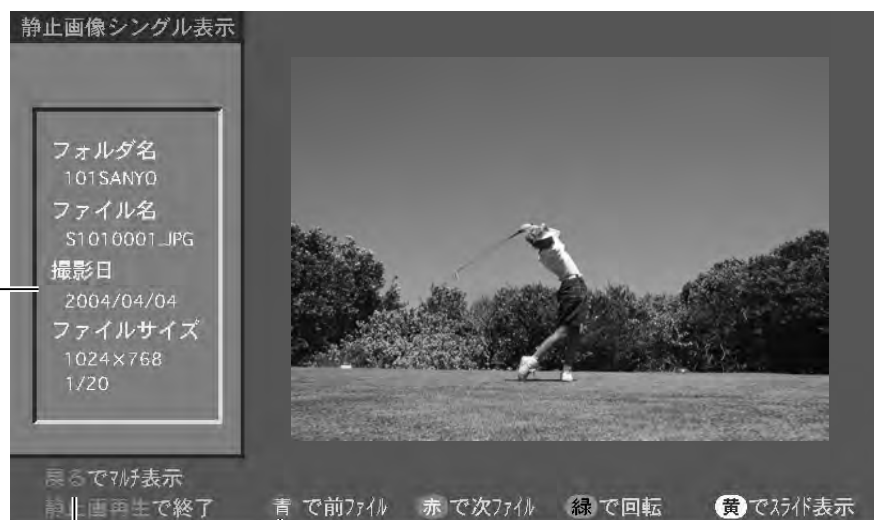 静止画像シングル表示
フォルダ名
101SANYO
ファイル名
S1010001.JPG
撮影日
2004/04/04
ファイルサイズ
1024×768
1/20
戻るでマルチ表示
静止画再生で終了
青 で前ファイル 赤 で次ファイル 緑 で回転 黄 でスライド表示